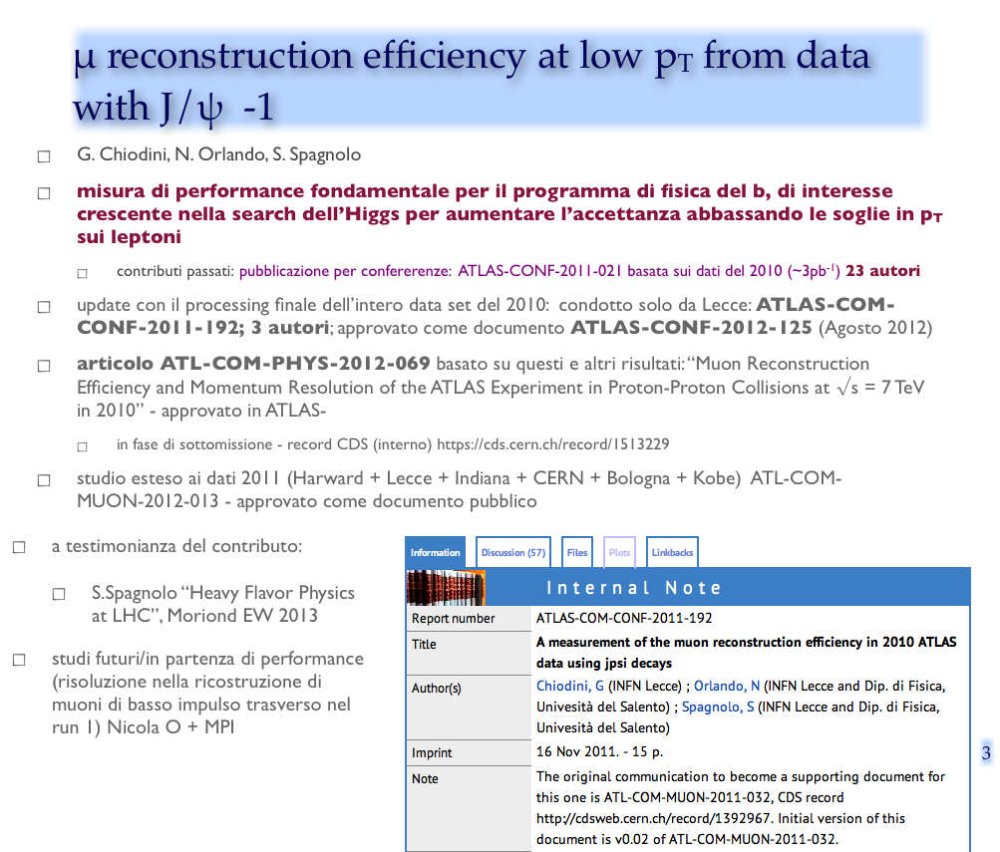 μ reconstruction efficiency at low pT from data
with J/ψ -1
G. Chiodini, N. Orlando, S. Spagnolo
misura di performance fondamentale per il programma di fisica del b, di interesse
crescente nella search dell'Higgs per aumentare l'accettanza abbassando le soglie in pT
sui leptoni
contributi passati: pubblicazione per confererenze: ATLAS-CONF-2011-021 basata sui dati del 2010 (~3pb-1) 23 autori
update con il processing finale dell'intero data set del 2010: condotto solo da Lecce: ATLAS-COM-
CONF-2011-192; 3 autori; approvato come documento ATLAS-CONF-2012-125 (Agosto 2012)
articolo ATL-COM-PHYS-2012-069 basato su questi e altri risultati: "Muon Reconstruction
Efficiency and Momentum Resolution of the ATLAS Experiment in Proton-Proton Collisions at √s = 7 TeV
in 2010" - approvato in ATLAS-
in fase di sottomissione - record CDS (interno) https://cds.cern.ch/record/1513229
studio esteso ai dati 2011 (Harward + Lecce + Indiana + CERN + Bologna + Kobe) ATL-COM-
MUON-2012-013 - approvato come documento pubblico
a testimonianza del contributo:
S.Spagnolo "Heavy Flavor Physics
at LHC", Moriond EW 2013
studi futuri/in partenza di performance
(risoluzione nella ricostruzione di
muoni di basso impulso trasverso nel
run 1) Nicola O + MPI
Information Discussion (57) Files Plots Linkbacks
Internal Note
Report number ATLAS-COM-CONF-2011-192
Title A measurement of the muon reconstruction efficiency in 2010 ATLAS
data using jpsi decays
Author(s) Chiodini, G (INFN Lecce) ; Orlando, N (INFN Lecce and Dip. di Fisica,
Univesità del Salento) ; Spagnolo, S (INFN Lecce and Dip. di Fisica,
Univesità del Salento)
Imprint 16 Nov 2011. - 15 p.
Note The original communication to become a supporting document for
this one is ATL-COM-MUON-2011-032, CDS record
http://cdsweb.cern.ch/record/1392967. Initial version of this
document is v0.02 of ATL-COM-MUON-2011-032.
3